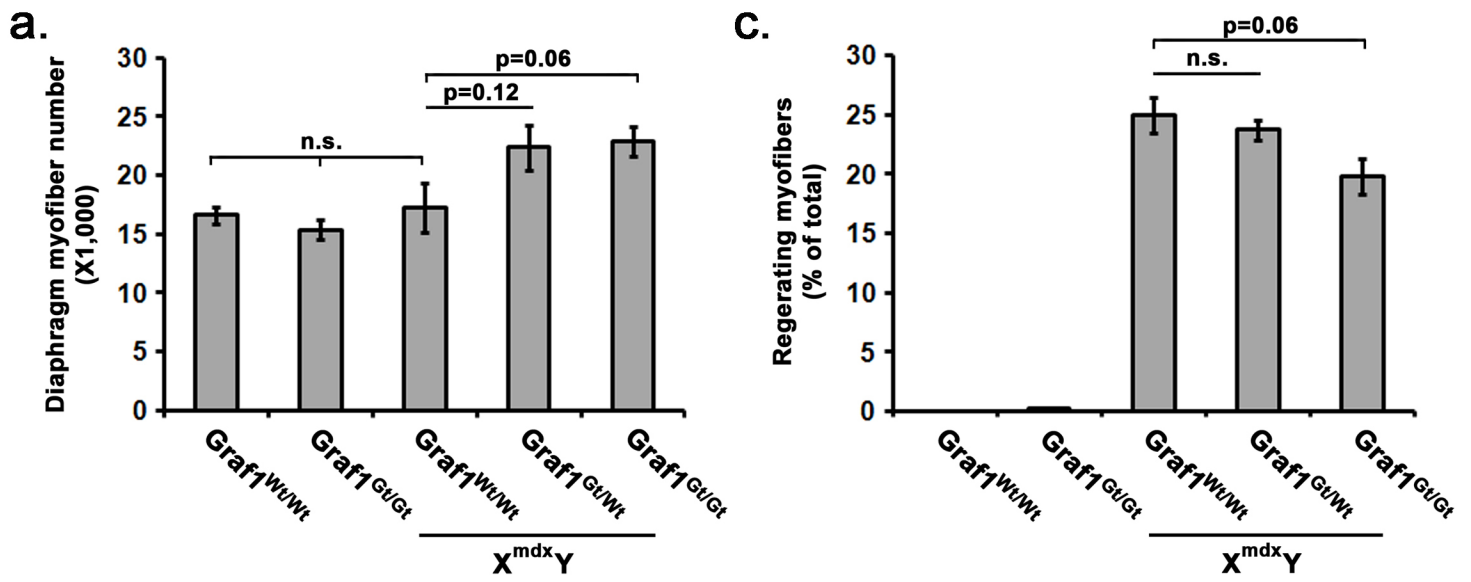 a.
Diaphragm myofiber number
(X1,000)
30
25
20
15
10
5
0
n.s.
p=0.12
p=0.06
Graf1Wt/Wt
Graf1Gt/Gt
Graf1Wt/Wt
Graf1Gt/Wt
Graf1Gt/Gt
XmdxY
c.
Regerating myofibers
(% of total)
30
25
20
15
10
5
0
p=0.06
n.s.
Graf1Wt/Wt
Graf1Gt/Gt
Graf1Wt/Wt
Graf1Gt/Wt
Graf1Gt/Gt
XmdxY